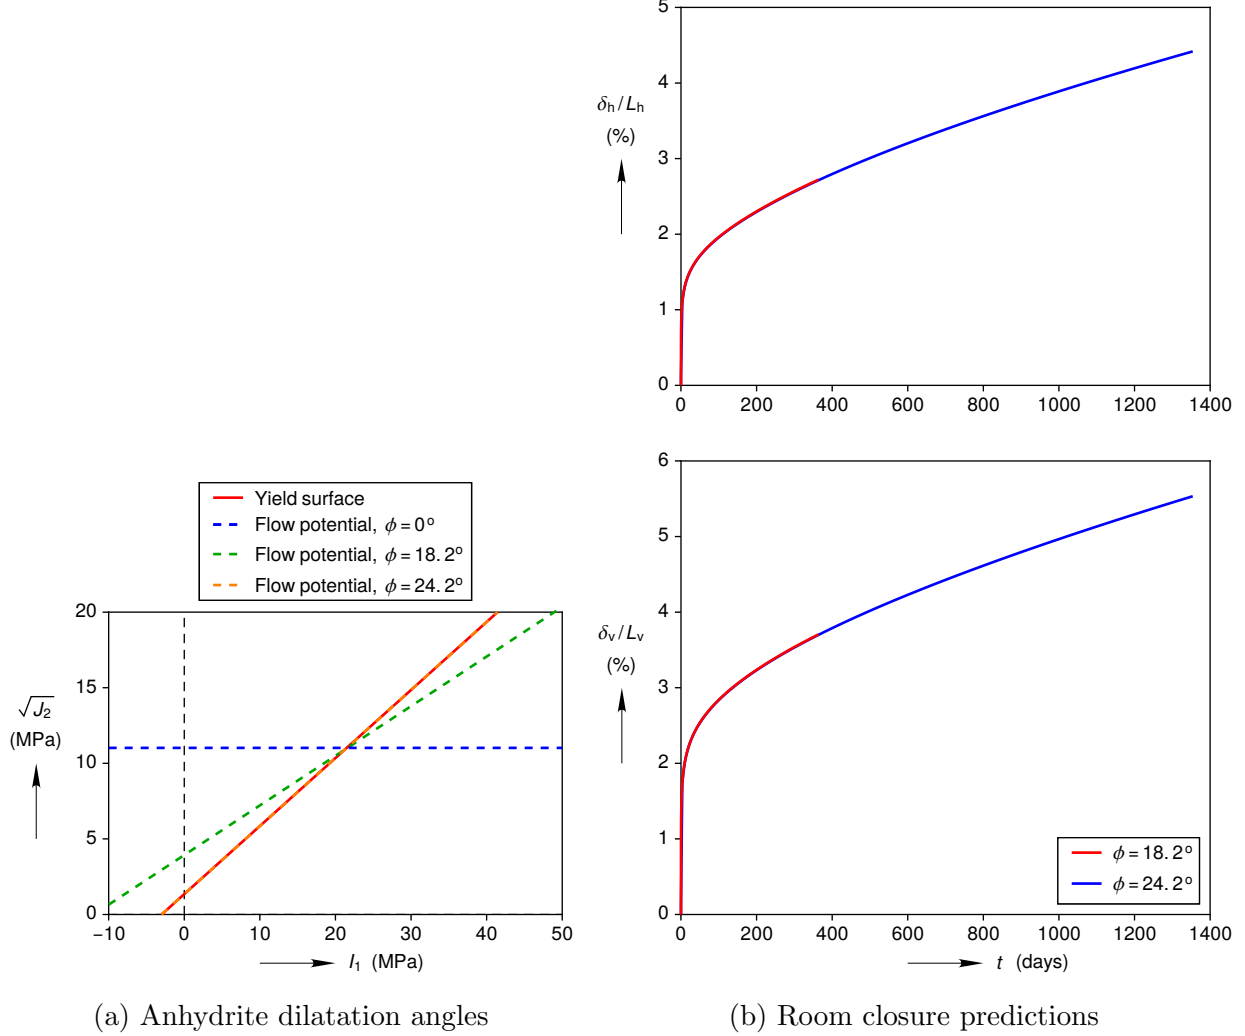 5
4
3
2
1
0
δh/Lh
(%)
0 200 400 600 800 1000 1200 1400
Yield surface
Flow potential, ϕ = 0°
Flow potential, ϕ = 18.2°
Flow potential, ϕ = 24.2°
20
15
10
5
0
√J2
(MPa)
−10 0 10 20 30 40 50
I1 (MPa)
(a) Anhydrite dilatation angles
6
5
4
3
2
1
0
δv/Lv
(%)
ϕ = 18.2°
ϕ = 24.2°
0 200 400 600 800 1000 1200 1400
t (days)
(b) Room closure predictions